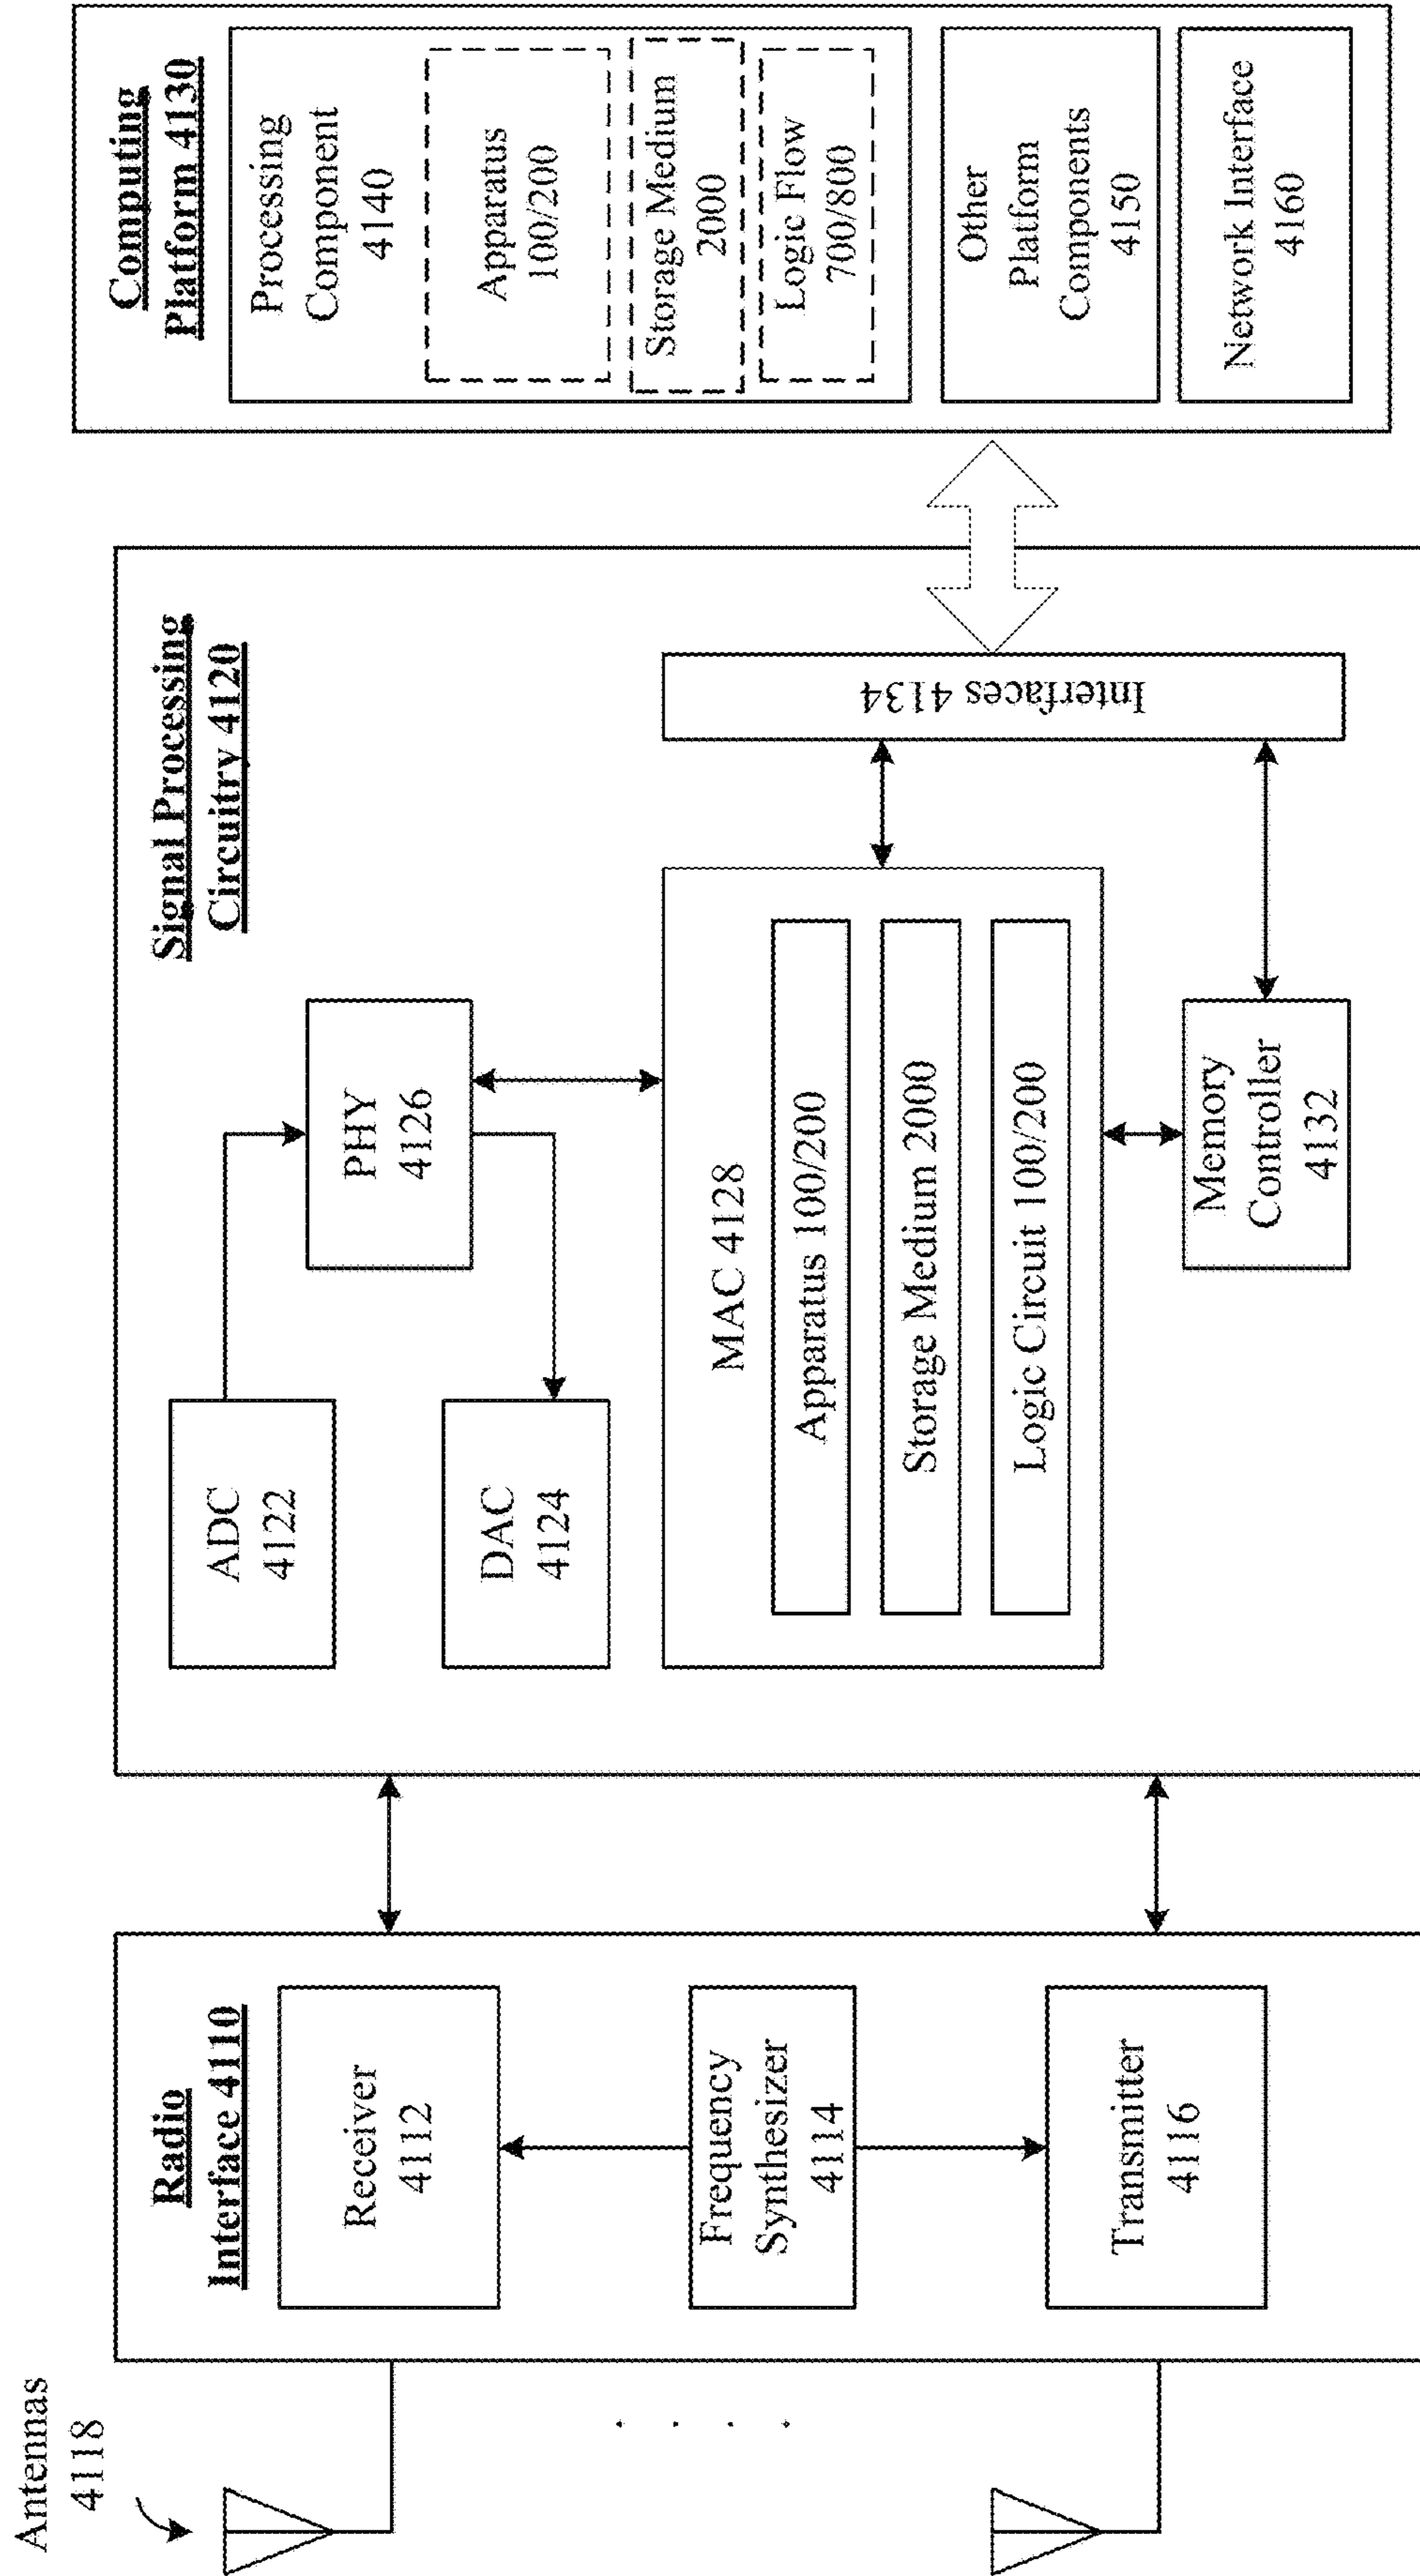 Antennas
4118
Radio
Interface 4110
Receiver
4112
Frequency
Synthesizer
4114
Transmitter
4116
Signal Processing
Circuitry 4120
ADC
4122
DAC
4124
PHY
4126
MAC 4128
Apparatus 100/200
Storage Medium 2000
Logic Circuit 100/200
Memory
Controller
4132
Interfaces 4134
Computing
Platform 4130
Processing
Component
4140
Apparatus
100/200
Storage Medium
2000
Logic Flow
700/800
Other
Platform
Components
4150
Network Interface
4160